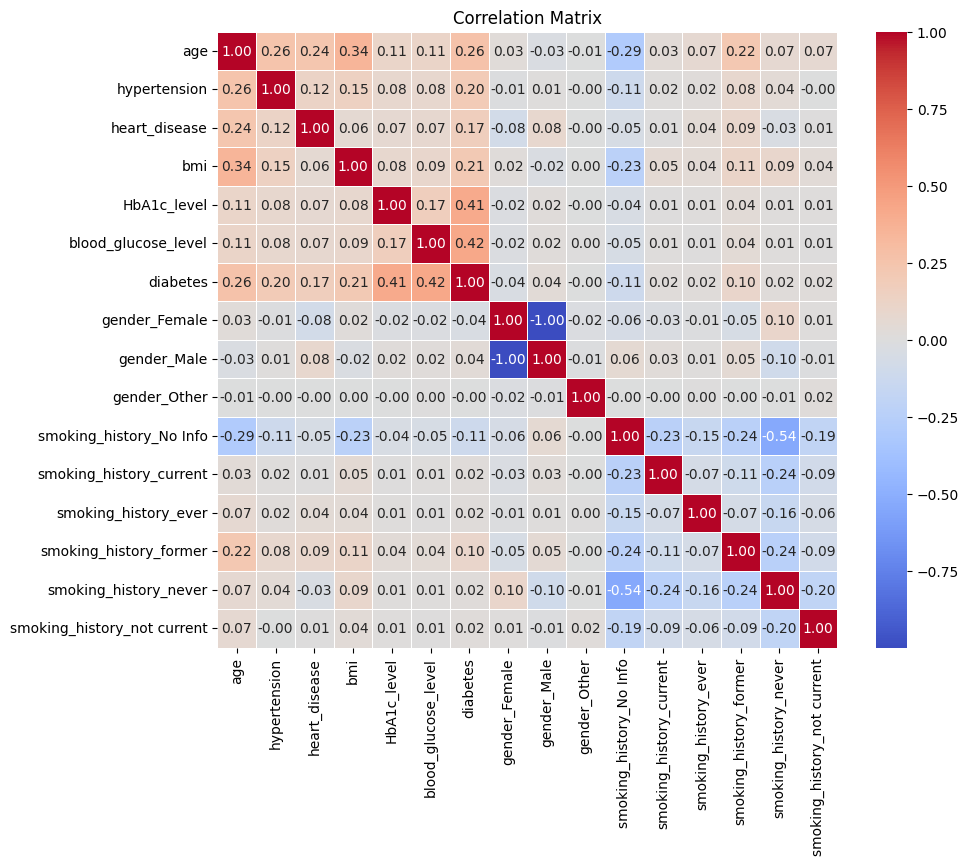 Correlation Matrix
age 1.00 0.26 0.24 0.34 0.11 0.11 0.26 0.03 -0.03 -0.01 -0.29 0.03 0.07 0.22 0.07 0.07
hypertension 0.26 1.00 0.12 0.15 0.08 0.08 0.20 -0.01 0.01 -0.00 -0.11 0.02 0.02 0.08 0.04 -0.00
heart_disease 0.24 0.12 1.00 0.06 0.07 0.07 0.17 -0.08 0.08 -0.00 -0.05 0.01 0.04 0.09 -0.03 0.01
bmi 0.34 0.15 0.06 1.00 0.08 0.09 0.21 0.02 -0.02 0.00 -0.23 0.05 0.04 0.11 0.09 0.04
HbA1c_level 0.11 0.08 0.07 0.08 1.00 0.17 0.41 -0.02 0.02 -0.00 -0.04 0.01 0.01 0.04 0.01 0.01
blood_glucose_level 0.11 0.08 0.07 0.09 0.17 1.00 0.42 -0.02 0.02 0.00 -0.05 0.01 0.01 0.04 0.01 0.01
diabetes 0.26 0.20 0.17 0.21 0.41 0.42 1.00 -0.04 0.04 -0.00 -0.11 0.02 0.02 0.10 0.02 0.02
gender_Female 0.03 -0.01 -0.08 0.02 -0.02 -0.02 -0.04 1.00 -1.00 -0.02 -0.06 -0.03 -0.01 -0.05 0.10 0.01
gender_Male -0.03 0.01 0.08 -0.02 0.02 0.02 0.04 -1.00 1.00 -0.01 0.06 0.03 0.01 0.05 -0.10 -0.01
gender_Other -0.01 -0.00 -0.00 0.00 -0.00 0.00 -0.00 -0.02 -0.01 1.00 -0.00 -0.00 0.00 -0.00 -0.01 0.02
smoking_history_No Info -0.29 -0.11 -0.05 -0.23 -0.04 -0.05 -0.11 -0.06 0.06 -0.00 1.00 -0.23 -0.15 -0.24 -0.54 -0.19
smoking_history_current 0.03 0.02 0.01 0.05 0.01 0.01 0.02 -0.03 0.03 -0.00 -0.23 1.00 -0.07 -0.11 -0.24 -0.09
smoking_history_ever 0.07 0.02 0.04 0.04 0.01 0.01 0.02 -0.01 0.01 0.00 -0.15 -0.07 1.00 -0.07 -0.16 -0.06
smoking_history_former 0.22 0.08 0.09 0.11 0.04 0.04 0.10 -0.05 0.05 -0.00 -0.24 -0.11 -0.07 1.00 -0.24 -0.09
smoking_history_never 0.07 0.04 -0.03 0.09 0.01 0.01 0.02 0.10 -0.10 -0.01 -0.54 -0.24 -0.16 -0.24 1.00 -0.20
smoking_history_not current 0.07 -0.00 0.01 0.04 0.01 0.01 0.02 0.01 -0.01 0.02 -0.19 -0.09 -0.06 -0.09 -0.20 1.00
age
hypertension
heart_disease
bmi
HbA1c_level
blood_glucose_level
diabetes
gender_Female
gender_Male
gender_Other
smoking_history_No Info
smoking_history_current
smoking_history_ever
smoking_history_former
smoking_history_never
smoking_history_not current
1.00
0.75
0.50
0.25
0.00
-0.25
-0.50
-0.75